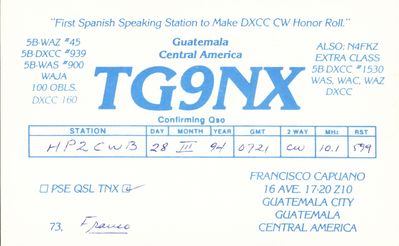 "First Spanish Speaking Station to Make DXCC CW Honor Roll."
5B-WAZ #45
5B-DXCC #939
5B-WAS #900
WAJA
100 OBLS.
DXCC 160
Guatemala
Central America
ALSO: N4FKZ
EXTRA CLASS
5B-DXCC #1530
WAS, WAC, WAZ
DXCC
TG9NX
Confirming Qso
STATION DAY MONTH YEAR GMT 2 WAY MHz RST
HP2CWB 28 III 94 0721 CW 10.1 599
PSE QSL TNX
FRANCISCO CAPUANO
16 AVE. 17-20 Z10
GUATEMALA CITY
GUATEMALA
CENTRAL AMERICA
73,